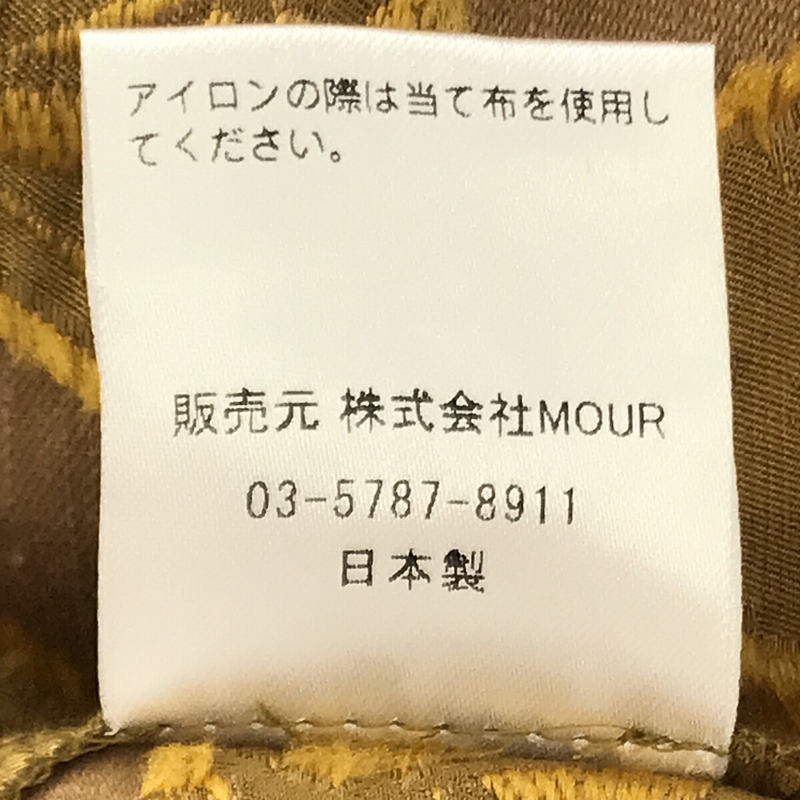 アイロンの際は当て布を使用し
てください。
販売元 株式会社MOUR
03-5787-8911
日本製